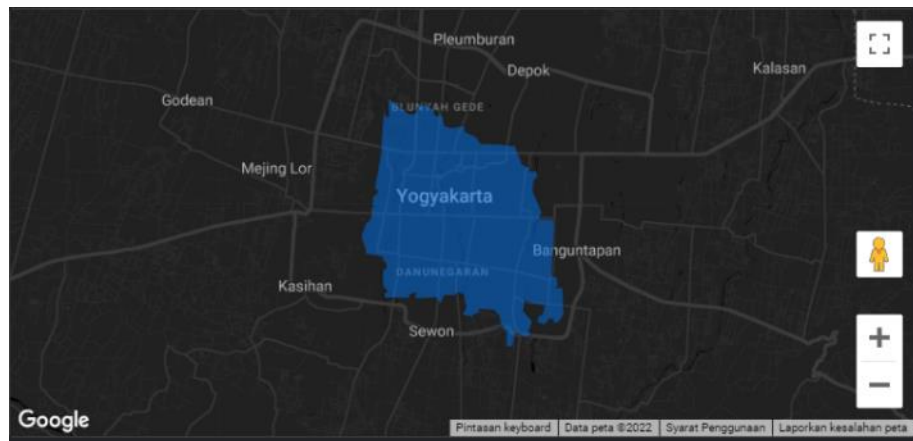 Pleumburan
Depok
Kalasan
Godean
BLUNYAH GEDE
Mejing Lor
Yogyakarta
Banguntapan
DANUNEGARAN
Kasihan
Sewon
Google
Pintasan keyboard
Data peta ©2022
Syarat Penggunaan
Laporkan kesalahan peta